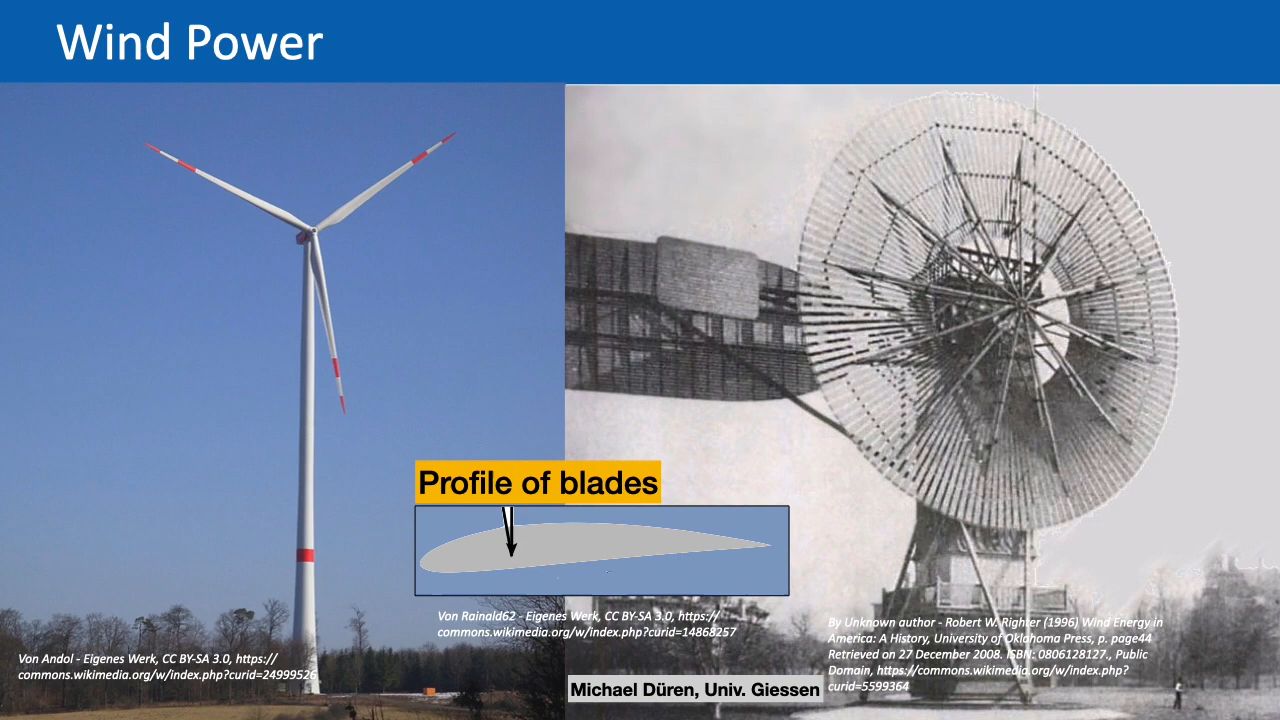 Wind Power
Profile of blades
Von Rainald62 - Eigenes Werk, CC BY-SA 3.0, https://
commons.wikimedia.org/w/index.php?curid=14868257
Von Andol - Eigenes Werk, CC BY-SA 3.0, https://
commons.wikimedia.org/w/index.php?curid=24999526
By Unknown author - Robert W. Righter (1996) Wind Energy in
America: A History, University of Oklahoma Press, p. page44
Retrieved on 27 December 2008. ISBN: 0806128127., Public
Domain, https://commons.wikimedia.org/w/index.php?
curid=5599364
Michael Düren, Univ. Giessen